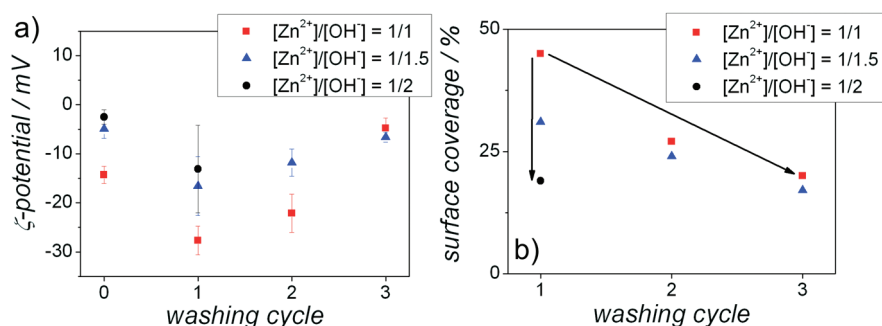 a)
[Zn²⁺]/[OH⁻] = 1/1
[Zn²⁺]/[OH⁻] = 1/1.5
[Zn²⁺]/[OH⁻] = 1/2
10
0
-10
-20
-30
ζ-potential / mV
0 1 2 3
washing cycle
[Zn²⁺]/[OH⁻] = 1/1
[Zn²⁺]/[OH⁻] = 1/1.5
[Zn²⁺]/[OH⁻] = 1/2
50
25
0
surface coverage / %
b)
1 2 3
washing cycle